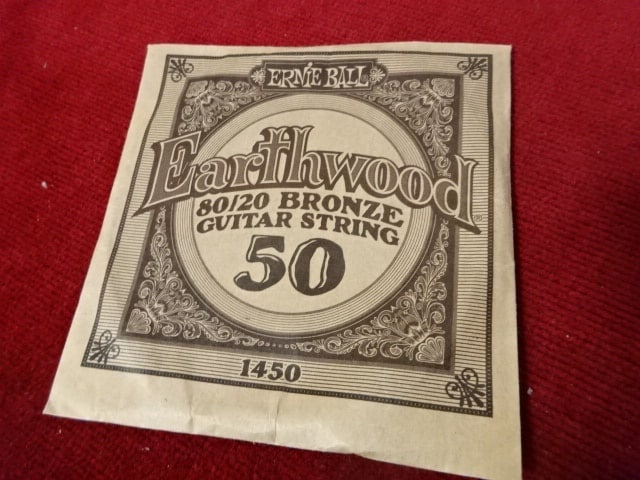 ERNIE BALL
Earthwood
80/20 BRONZE
GUITAR STRING
50
1450